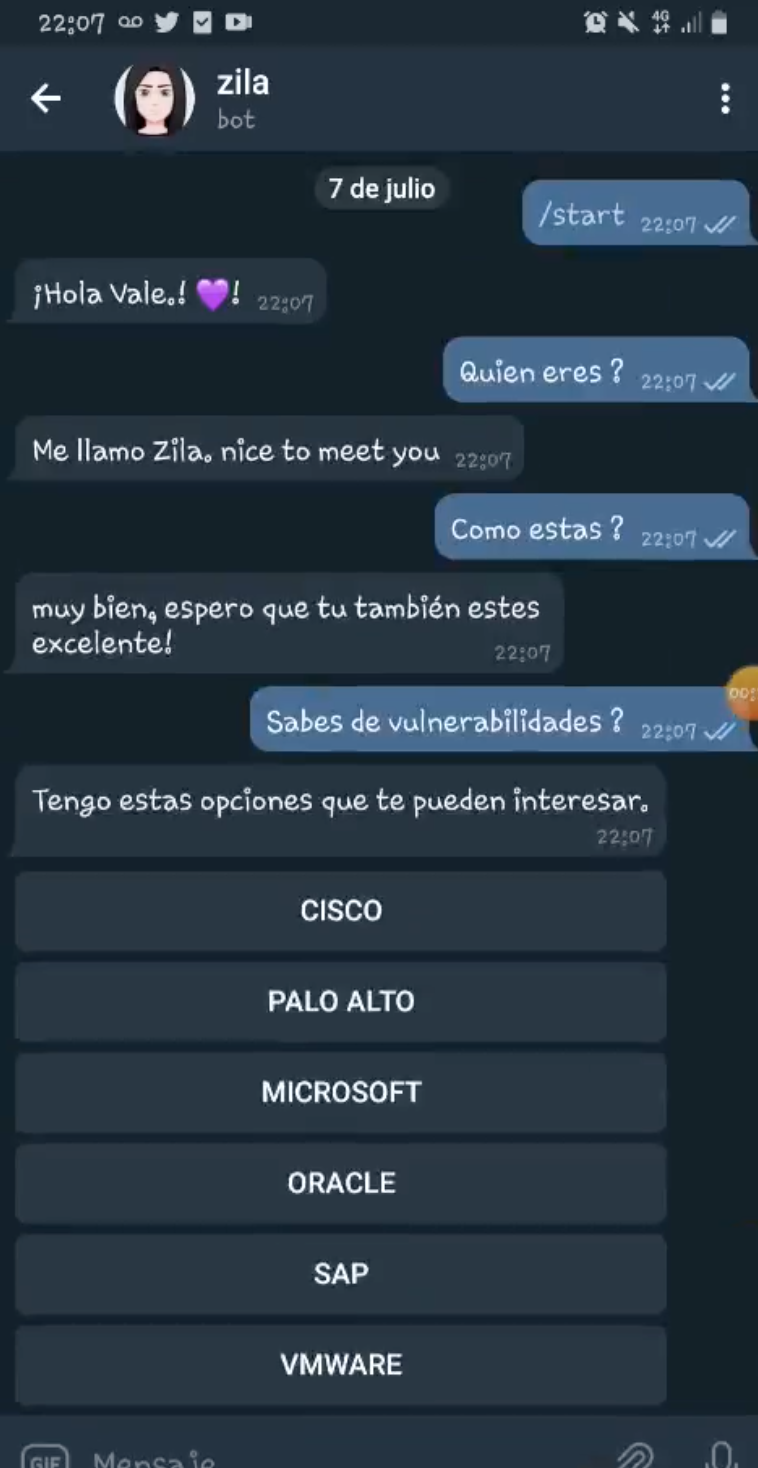 22:07
4G
zila
bot
7 de julio
/start 22:07
¡Hola Vale.! 💜! 22:07
Quien eres ? 22:07
Me llamo Zila. nice to meet you 22:07
Como estas ? 22:07
muy bien, espero que tu también estes
excelente! 22:07
00:
Sabes de vulnerabilidades ? 22:07
Tengo estas opciones que te pueden interesar.
22:07
CISCO
PALO ALTO
MICROSOFT
ORACLE
SAP
VMWARE
GIF Mensaje